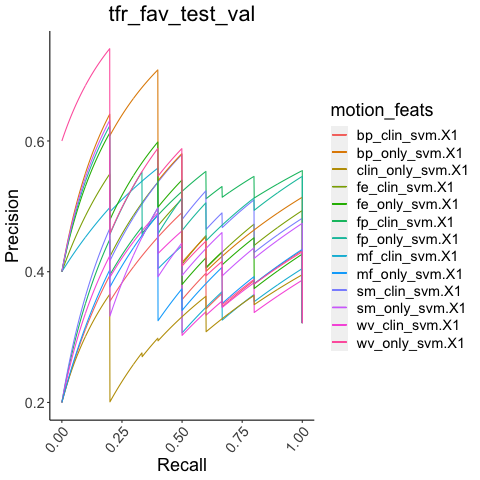 tfr_fav_test_val
motion_feats
bp_clin_svm.X1
bp_only_svm.X1
clin_only_svm.X1
fe_clin_svm.X1
fe_only_svm.X1
fp_clin_svm.X1
fp_only_svm.X1
mf_clin_svm.X1
mf_only_svm.X1
sm_clin_svm.X1
sm_only_svm.X1
wv_clin_svm.X1
wv_only_svm.X1
Precision
0.6
0.4
0.2
0.00
0.25
0.50
0.75
1.00
Recall